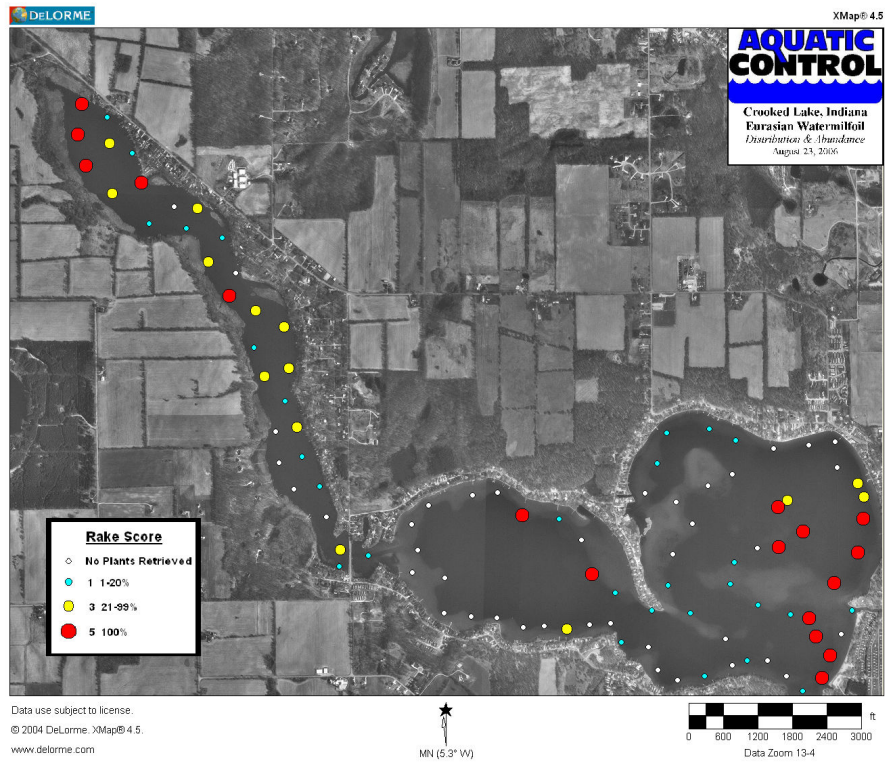 DELORME
XMap® 4.5
AQUATIC
CONTROL
Crooked Lake, Indiana
Eurasian Watermilfoil
Distribution & Abundance
August 23, 2006
Rake Score
No Plants Retrieved
1 1-20%
3 21-99%
5 100%
Data use subject to license.
© 2004 DeLorme. XMap® 4.5.
www.delorme.com
MN (5.3° W)
ft
0 600 1200 1800 2400 3000
Data Zoom 13-4